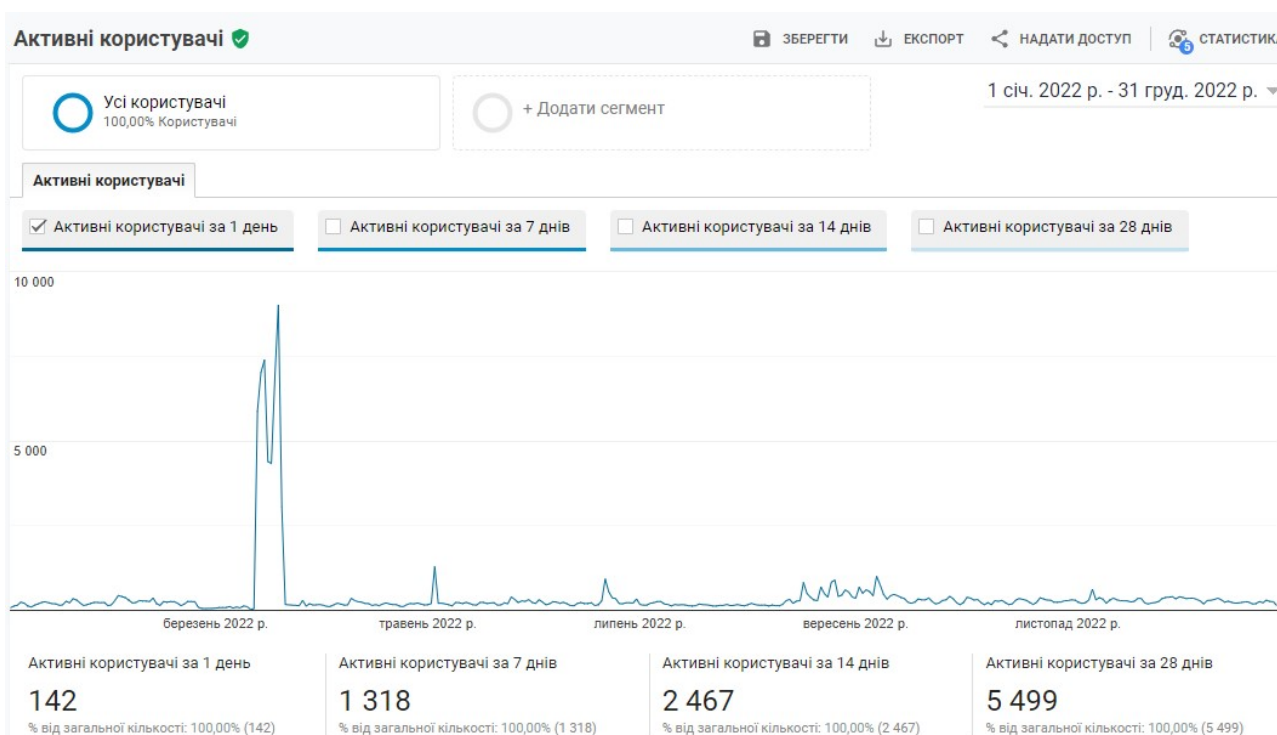 Активні користувачі
ЗБЕРЕГТИ ЕКСПОРТ НАДАТИ ДОСТУП 5 СТАТИСТИКА
Усі користувачі
100,00% Користувачі
+ Додати сегмент
1 січ. 2022 р. - 31 груд. 2022 р.
Активні користувачі
Активні користувачі за 1 день Активні користувачі за 7 днів Активні користувачі за 14 днів Активні користувачі за 28 днів
10 000
5 000
березень 2022 р. травень 2022 р. липень 2022 р. вересень 2022 р. листопад 2022 р.
Активні користувачі за 1 день Активні користувачі за 7 днів Активні користувачі за 14 днів Активні користувачі за 28 днів
142 1 318 2 467 5 499
% від загальної кількості: 100,00% (142) % від загальної кількості: 100,00% (1 318) % від загальної кількості: 100,00% (2 467) % від загальної кількості: 100,00% (5 499)